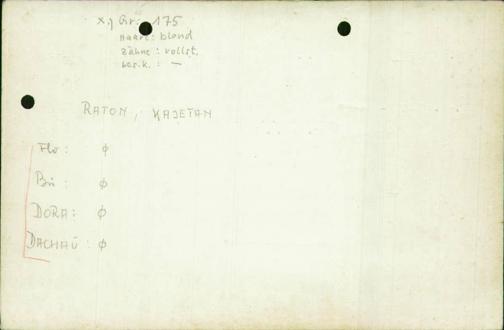 x.) Gr.: 175
Haare: blond
Zähne: vollst.
bes. k.: —
RATON, KAJETAN
Flo: ϕ
Bu: ϕ
DORA: ϕ
DACHAU: ϕ